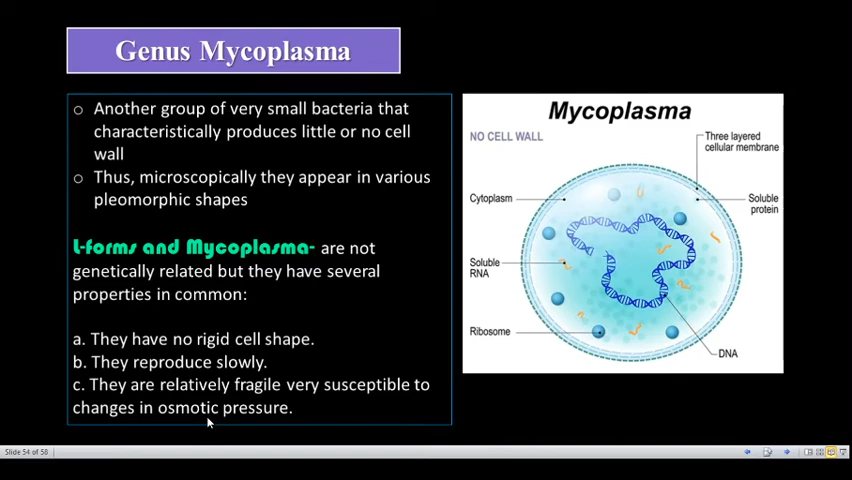 Genus Mycoplasma
o Another group of very small bacteria that
characteristically produces little or no cell
wall
o Thus, microscopically they appear in various
pleomorphic shapes
L-forms and Mycoplasma- are not
genetically related but they have several
properties in common:
a. They have no rigid cell shape.
b. They reproduce slowly.
c. They are relatively fragile very susceptible to
changes in osmotic pressure.
Mycoplasma
NO CELL WALL
Three layered
cellular membrane
Cytoplasm
Soluble
protein
Soluble
RNA
Ribosome
DNA
Slide 54 of 58